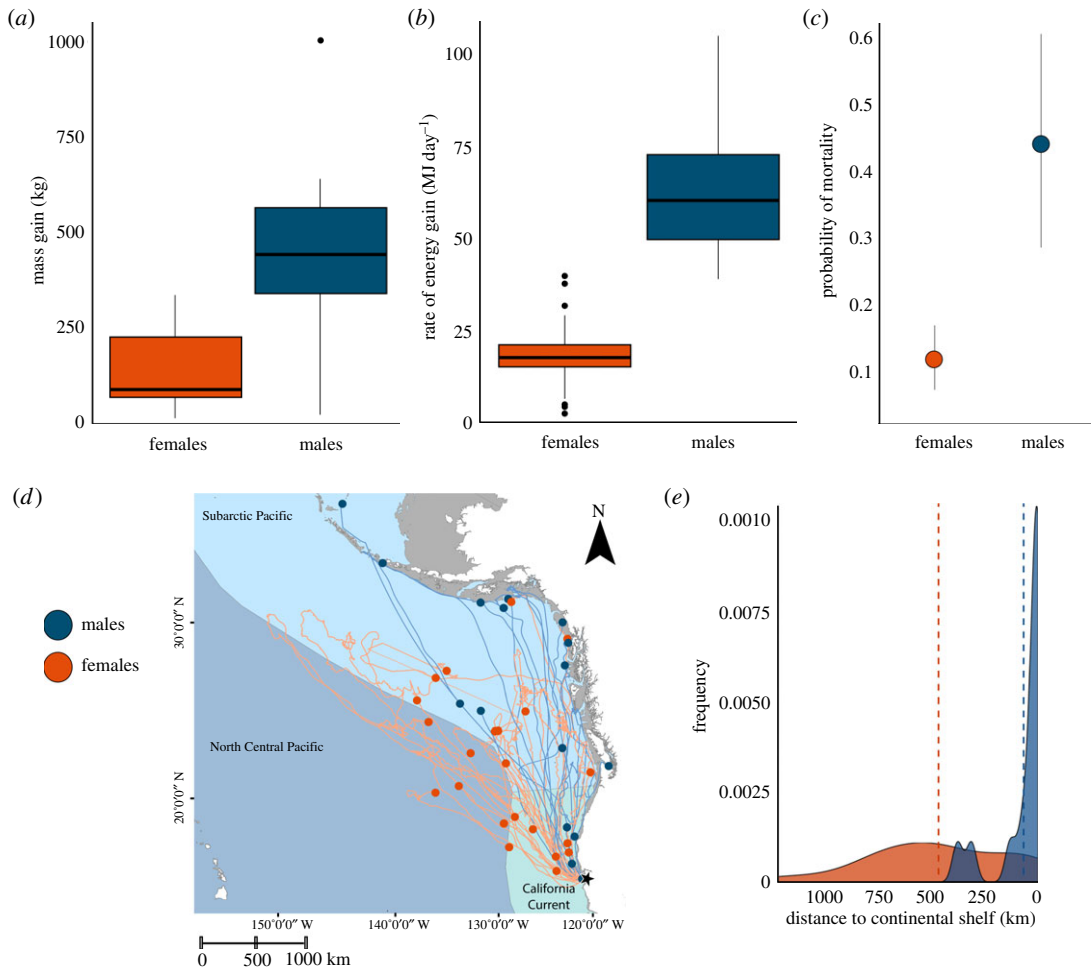 (a)
1000
750
500
250
0
mass gain (kg)
females males
(b)
100
75
50
25
0
rate of energy gain (MJ day⁻¹)
females males
(c)
0.6
0.5
0.4
0.3
0.2
0.1
probability of mortality
females males
(d)
males
females
Subarctic Pacific
North Central Pacific
California
Current
N
30°0′0″ N
20°0′0″ N
150°0′0″ W 140°0′0″ W 130°0′0″ W 120°0′0″ W
0 500 1000 km
(e)
0.0010
0.0075
0.0050
0.0025
0
frequency
1000 750 500 250 0
distance to continental shelf (km)